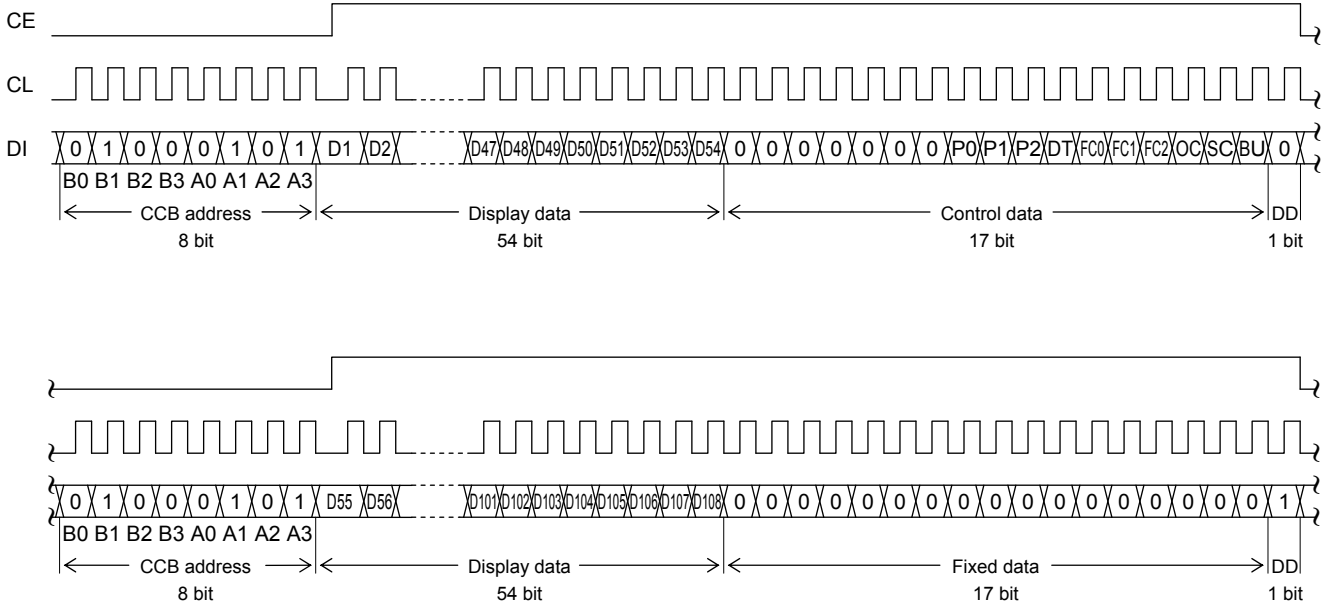 CE
CL
DI 0 1 0 0 0 1 0 1 D1 D2 D47 D48 D49 D50 D51 D52 D53 D54 0 0 0 0 0 0 0 P0 P1 P2 DT FC0 FC1 FC2 OC SC BU 0
B0 B1 B2 B3 A0 A1 A2 A3
CCB address Display data Control data DD
8 bit 54 bit 17 bit 1 bit
0 1 0 0 0 1 0 1 D55 D56 D101 D102 D103 D104 D105 D106 D107 D108 0 0 0 0 0 0 0 0 0 0 0 0 0 0 0 0 0 1
B0 B1 B2 B3 A0 A1 A2 A3
CCB address Display data Fixed data DD
8 bit 54 bit 17 bit 1 bit